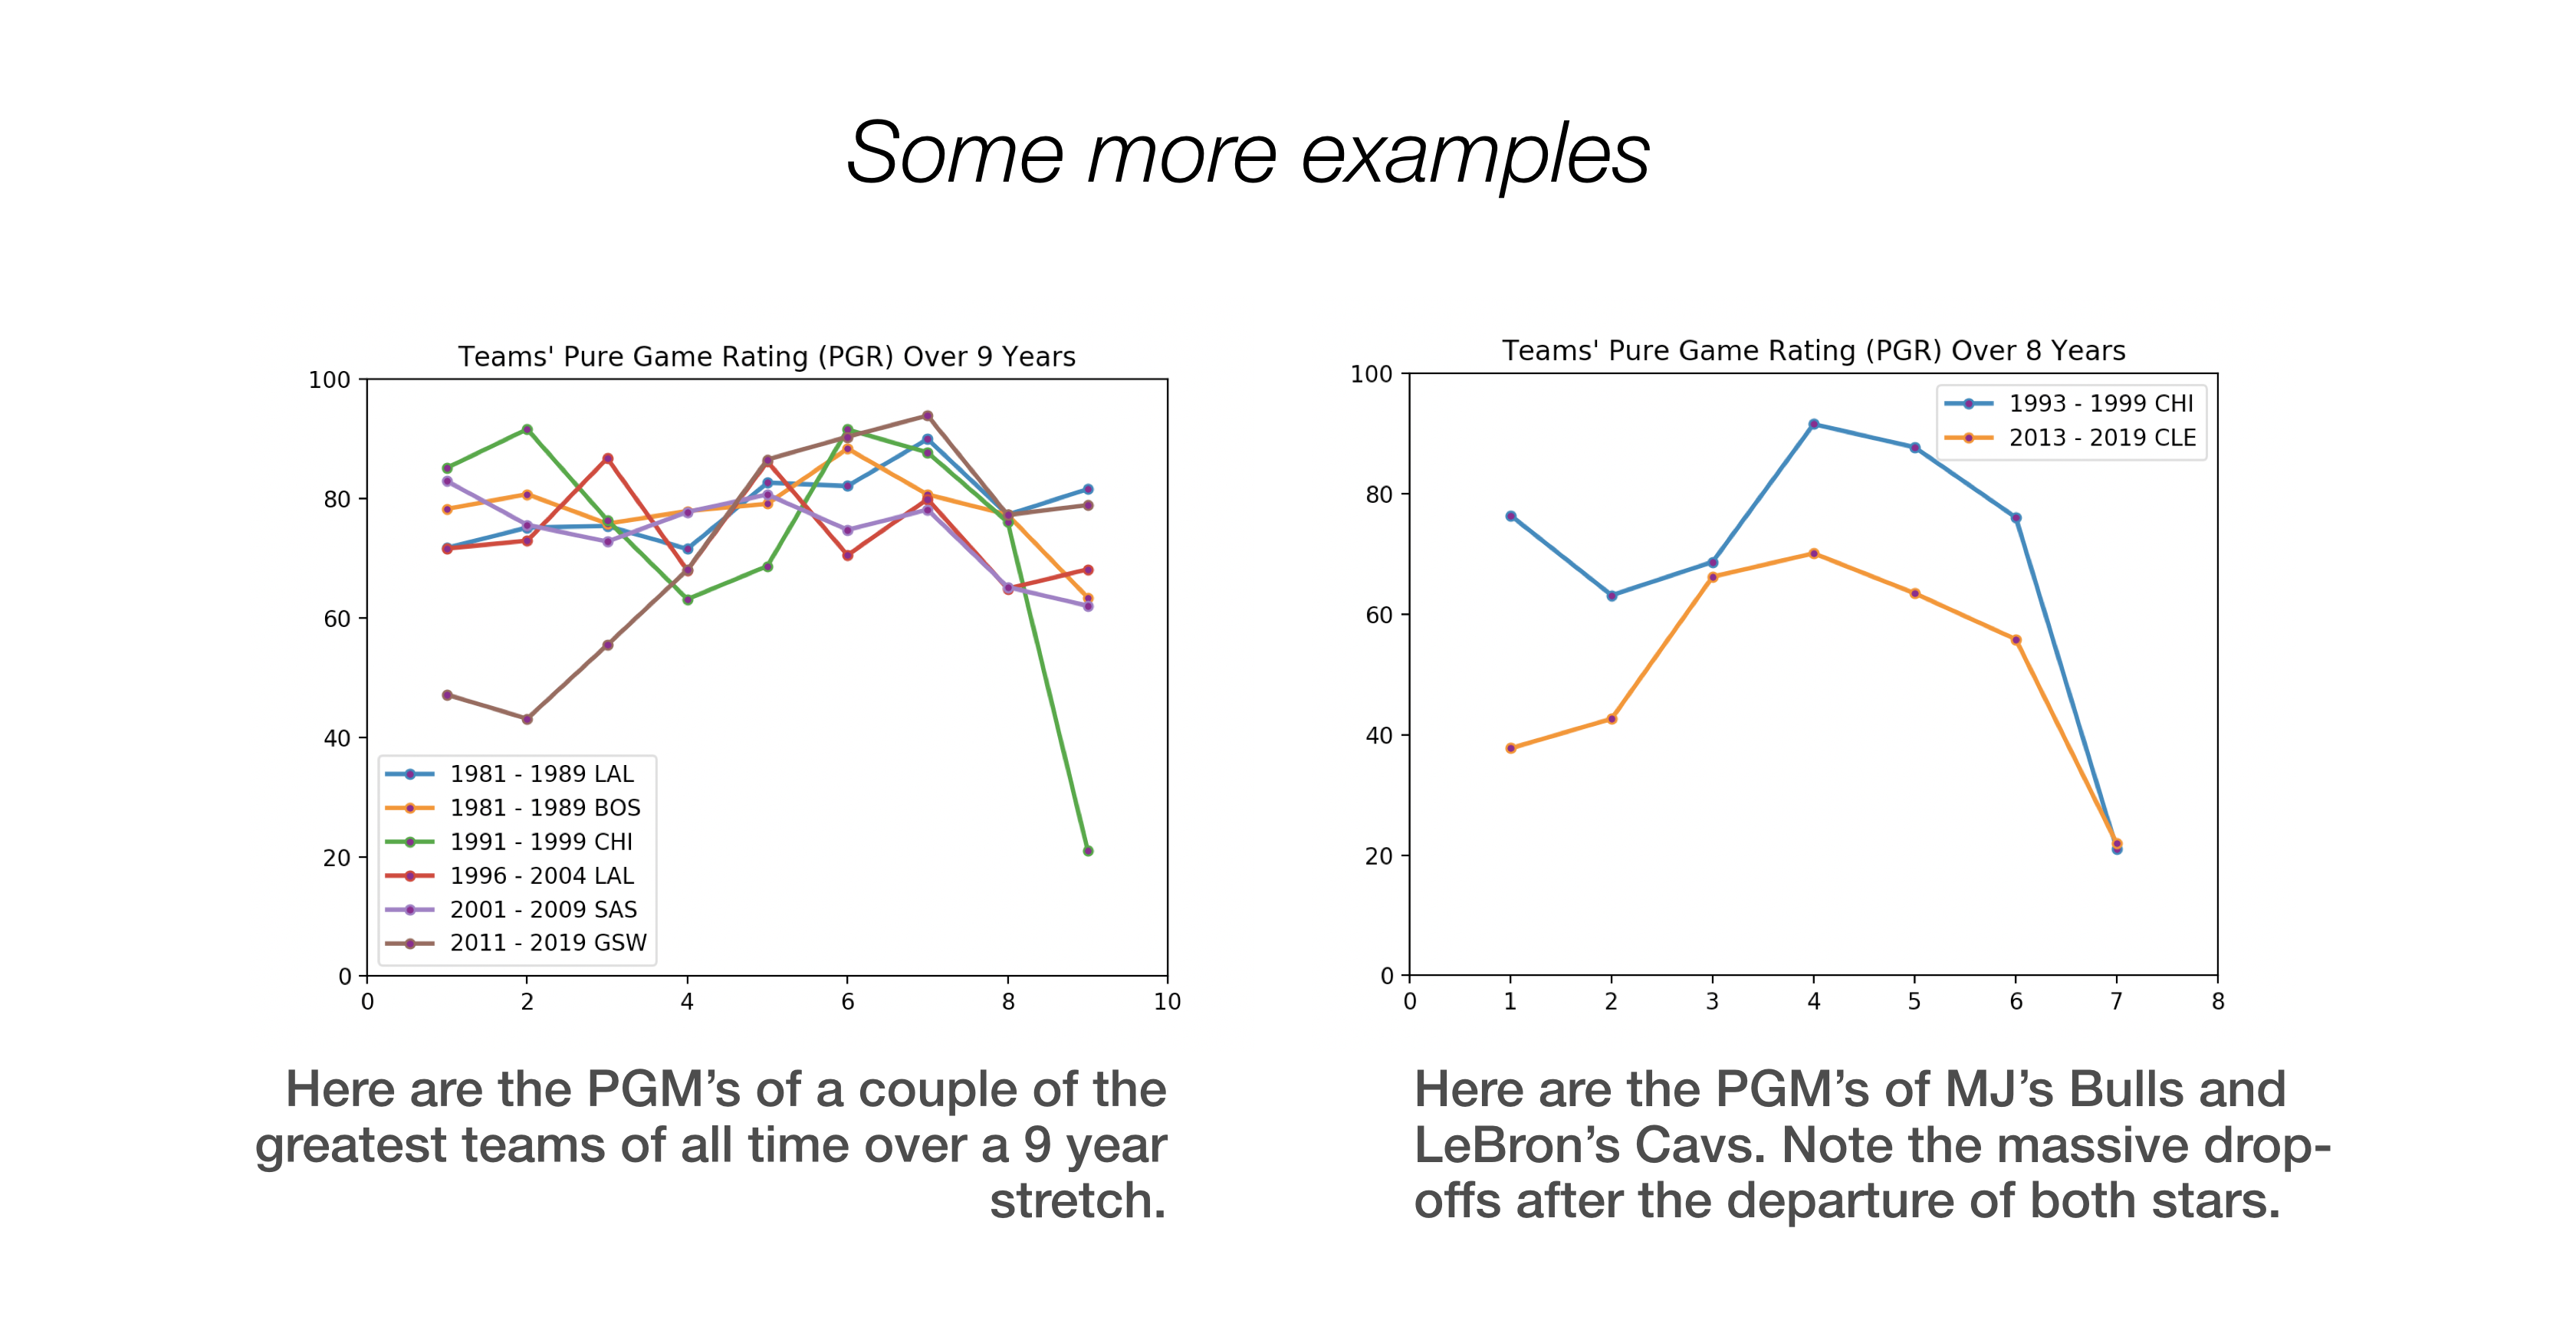 Some more examples
Teams' Pure Game Rating (PGR) Over 9 Years
100
80
60
40
20
0
0 2 4 6 8 10
1981 - 1989 LAL
1981 - 1989 BOS
1991 - 1999 CHI
1996 - 2004 LAL
2001 - 2009 SAS
2011 - 2019 GSW
Here are the PGM’s of a couple of the
greatest teams of all time over a 9 year
stretch.
Teams' Pure Game Rating (PGR) Over 8 Years
100
80
60
40
20
0
0 1 2 3 4 5 6 7 8
1993 - 1999 CHI
2013 - 2019 CLE
Here are the PGM’s of MJ’s Bulls and
LeBron’s Cavs. Note the massive drop-
offs after the departure of both stars.